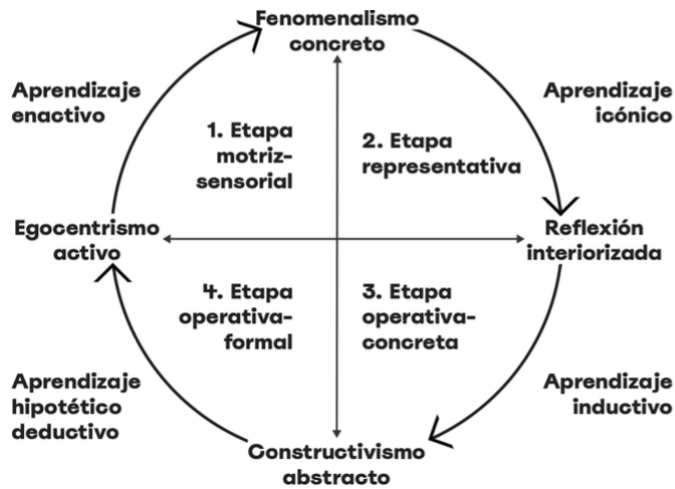 Fenomenalismo
concreto
Aprendizaje
enactivo
Aprendizaje
icónico
1. Etapa
motriz-
sensorial
2. Etapa
representativa
Egocentrismo
activo
Reflexión
interiorizada
4. Etapa
operativa-
formal
3. Etapa
operativa-
concreta
Aprendizaje
hipotético
deductivo
Aprendizaje
inductivo
Constructivismo
abstracto